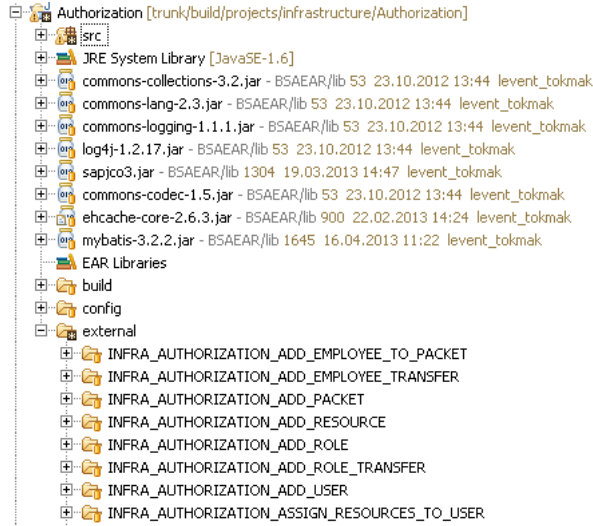 Authorization [trunk/build/projects/infrastructure/Authorization]
src
JRE System Library [JavaSE-1.6]
commons-collections-3.2.jar - BSAEAR/lib 53 23.10.2012 13:44 levent_tokmak
commons-lang-2.3.jar - BSAEAR/lib 53 23.10.2012 13:44 levent_tokmak
commons-logging-1.1.1.jar - BSAEAR/lib 53 23.10.2012 13:44 levent_tokmak
log4j-1.2.17.jar - BSAEAR/lib 53 23.10.2012 13:44 levent_tokmak
sapjco3.jar - BSAEAR/lib 1304 19.03.2013 14:47 levent_tokmak
commons-codec-1.5.jar - BSAEAR/lib 53 23.10.2012 13:44 levent_tokmak
ehcache-core-2.6.3.jar - BSAEAR/lib 900 22.02.2013 14:24 levent_tokmak
mybatis-3.2.2.jar - BSAEAR/lib 1645 16.04.2013 11:22 levent_tokmak
EAR Libraries
build
config
external
INFRA_AUTHORIZATION_ADD_EMPLOYEE_TO_PACKET
INFRA_AUTHORIZATION_ADD_EMPLOYEE_TRANSFER
INFRA_AUTHORIZATION_ADD_PACKET
INFRA_AUTHORIZATION_ADD_RESOURCE
INFRA_AUTHORIZATION_ADD_ROLE
INFRA_AUTHORIZATION_ADD_ROLE_TRANSFER
INFRA_AUTHORIZATION_ADD_USER
INFRA_AUTHORIZATION_ASSIGN_RESOURCES_TO_USER